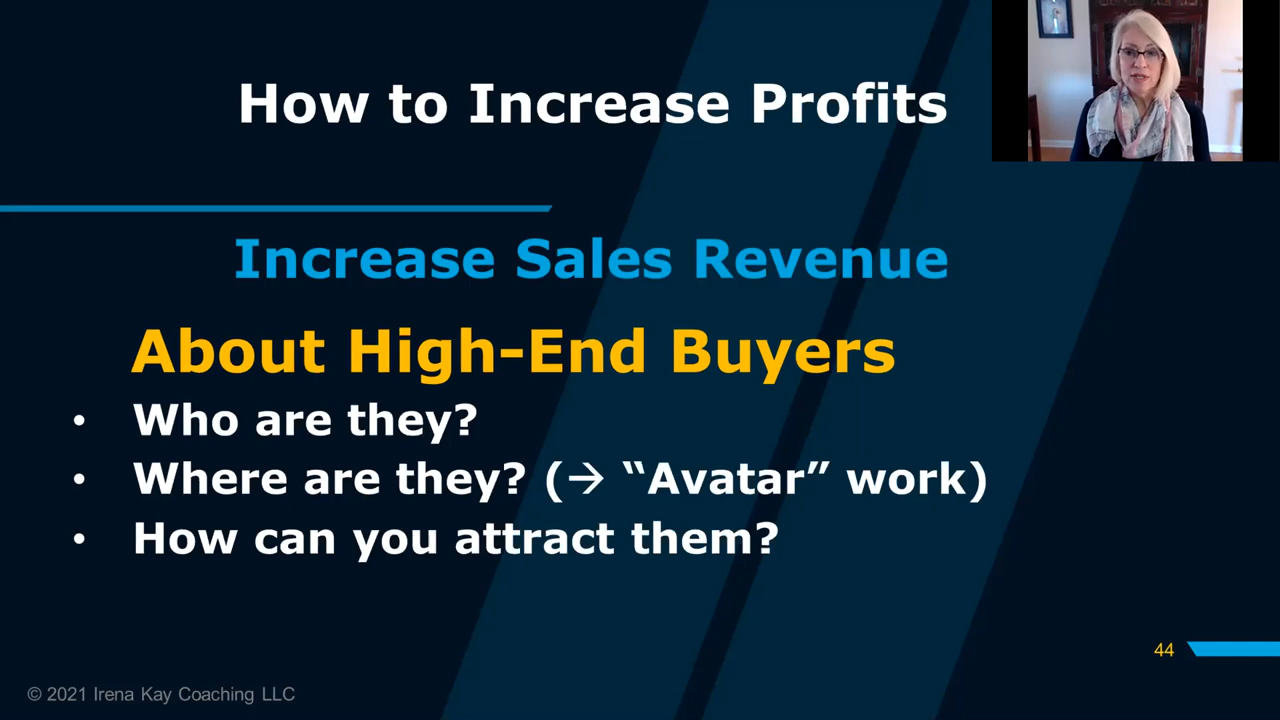 How to Increase Profits
Increase Sales Revenue
About High-End Buyers
• Who are they?
• Where are they? (→ “Avatar” work)
• How can you attract them?
44
© 2021 Irena Kay Coaching LLC